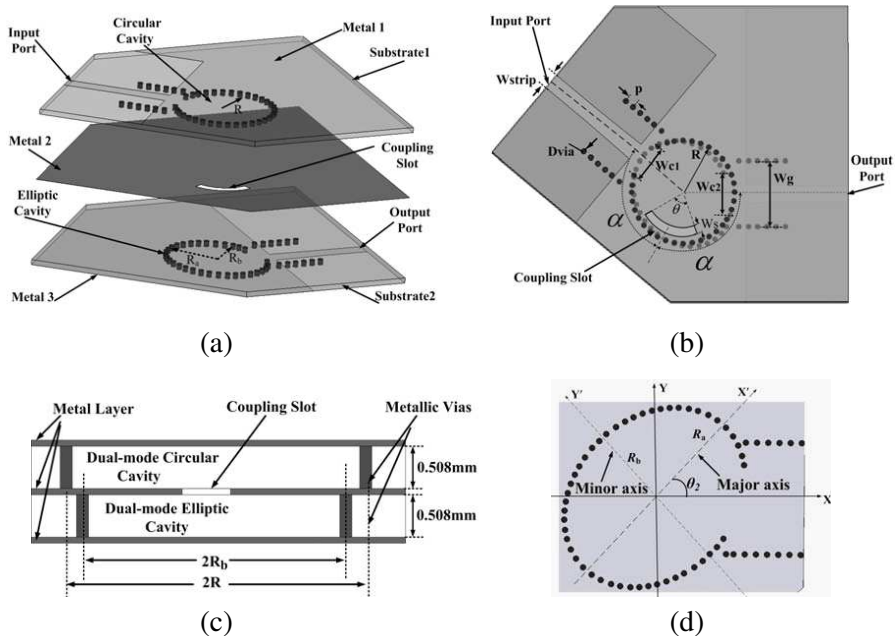 Circular Cavity
Metal 1
Input Port
Substrate1
R
Metal 2
Coupling Slot
Elliptic Cavity
Output Port
Ra
Rb
Metal 3
Substrate2
(a)
Input Port
Wstrip
p
Dvia
R
Wc1
Wc2
Wg
Output Port
θ
Ws
α
α
Coupling Slot
(b)
Metal Layer
Coupling Slot
Metallic Vias
Dual-mode Circular Cavity
0.508mm
Dual-mode Elliptic Cavity
0.508mm
2Rb
2R
(c)
Y'
Y
X'
Ra
Rb
Minor axis
Major axis
θ2
X
(d)